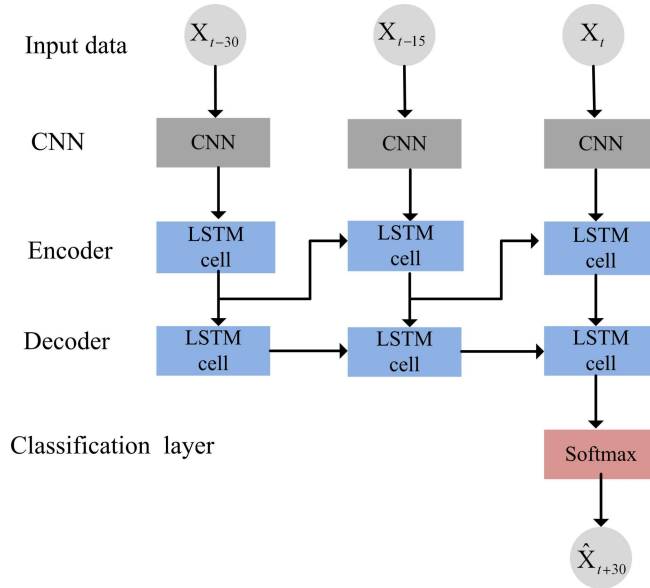 Input data X_{t−30} X_{t−15} X_t
CNN CNN CNN CNN
Encoder LSTM cell LSTM cell LSTM cell
Decoder LSTM cell LSTM cell LSTM cell
Classification layer Softmax
X̂_{t+30}